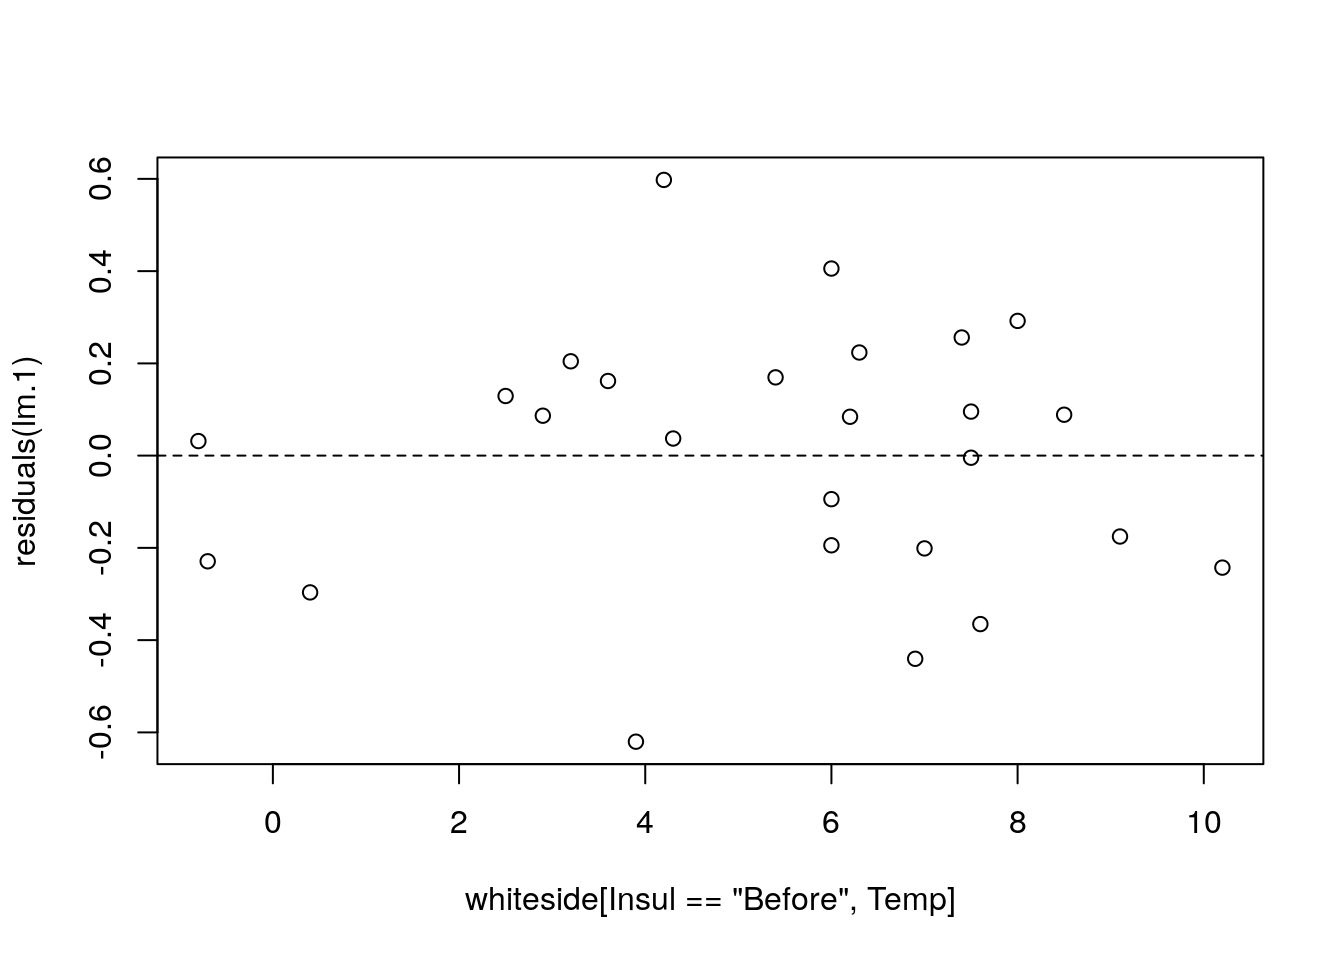 residuals(lm.1)
0.6
0.4
0.2
0.0
-0.2
-0.4
-0.6
0 2 4 6 8 10
whiteside[Insul == "Before", Temp]